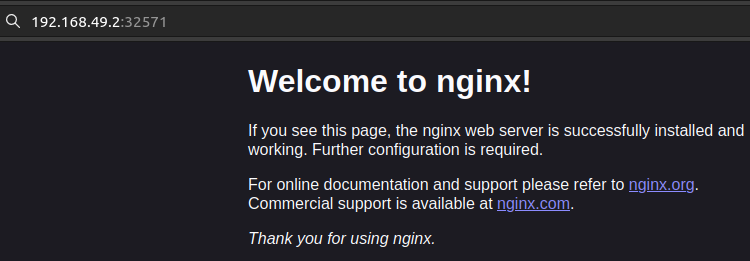 192.168.49.2:32571
Welcome to nginx!
If you see this page, the nginx web server is successfully installed and
working. Further configuration is required.
For online documentation and support please refer to nginx.org.
Commercial support is available at nginx.com.
Thank you for using nginx.